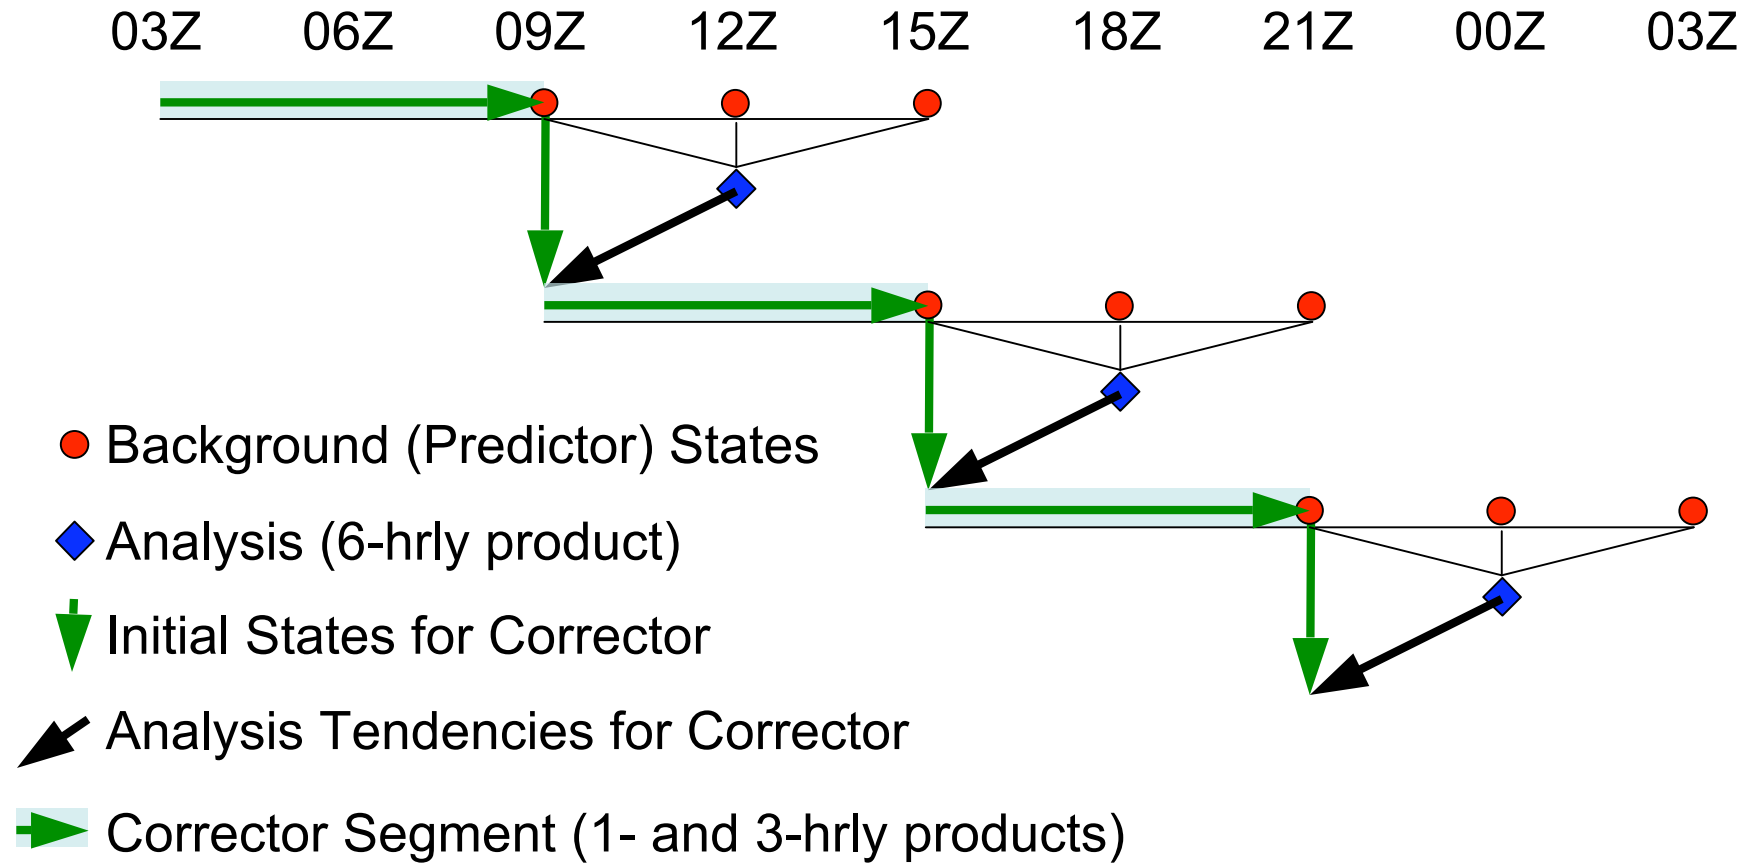 03Z 06Z 09Z 12Z 15Z 18Z 21Z 00Z 03Z
Background (Predictor) States
Analysis (6-hrly product)
Initial States for Corrector
Analysis Tendencies for Corrector
Corrector Segment (1- and 3-hrly products)